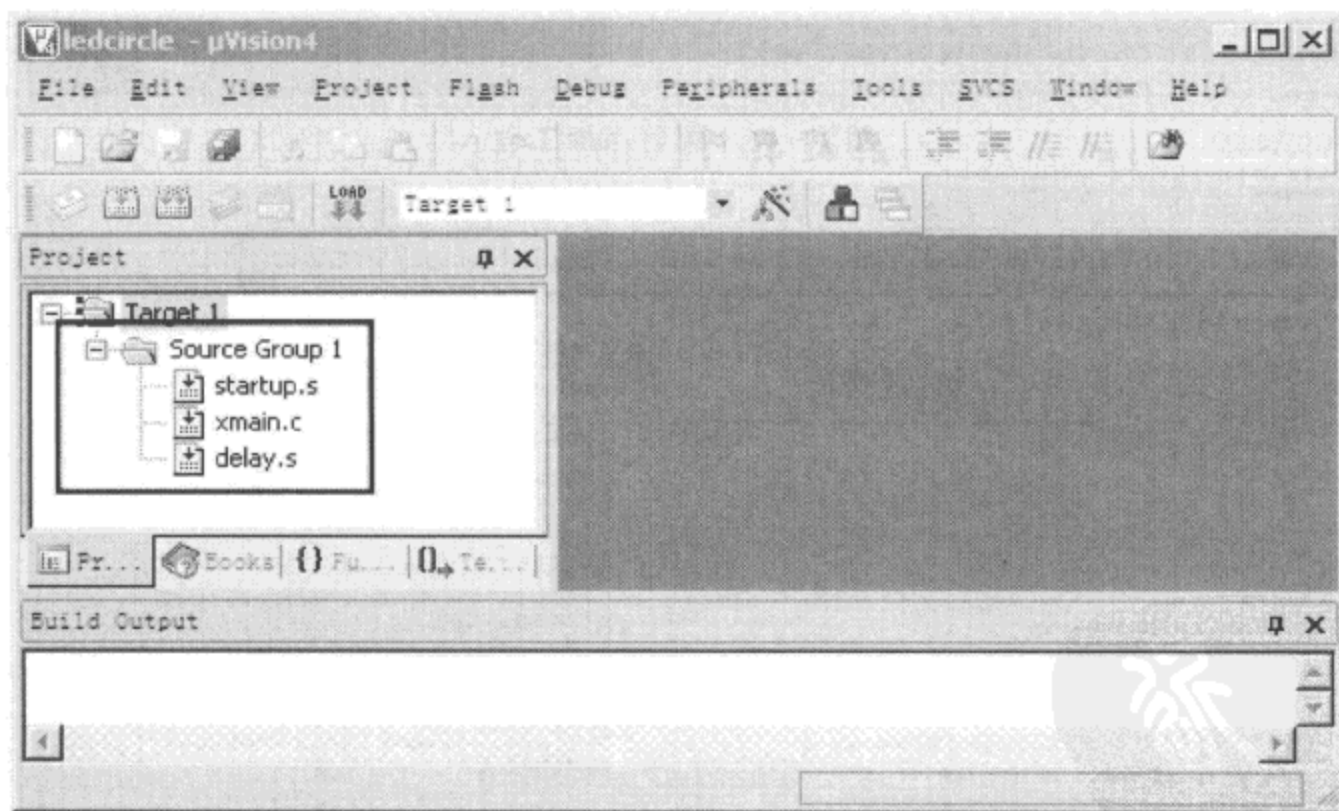 ledcircle - µVision4
File Edit View Project Flash Debug Peripherals Tools SVCS Window Help
LOAD Target 1
Project
Target 1
Source Group 1
startup.s
xmain.c
delay.s
Pr... Books {} Fu... Te...
Build Output